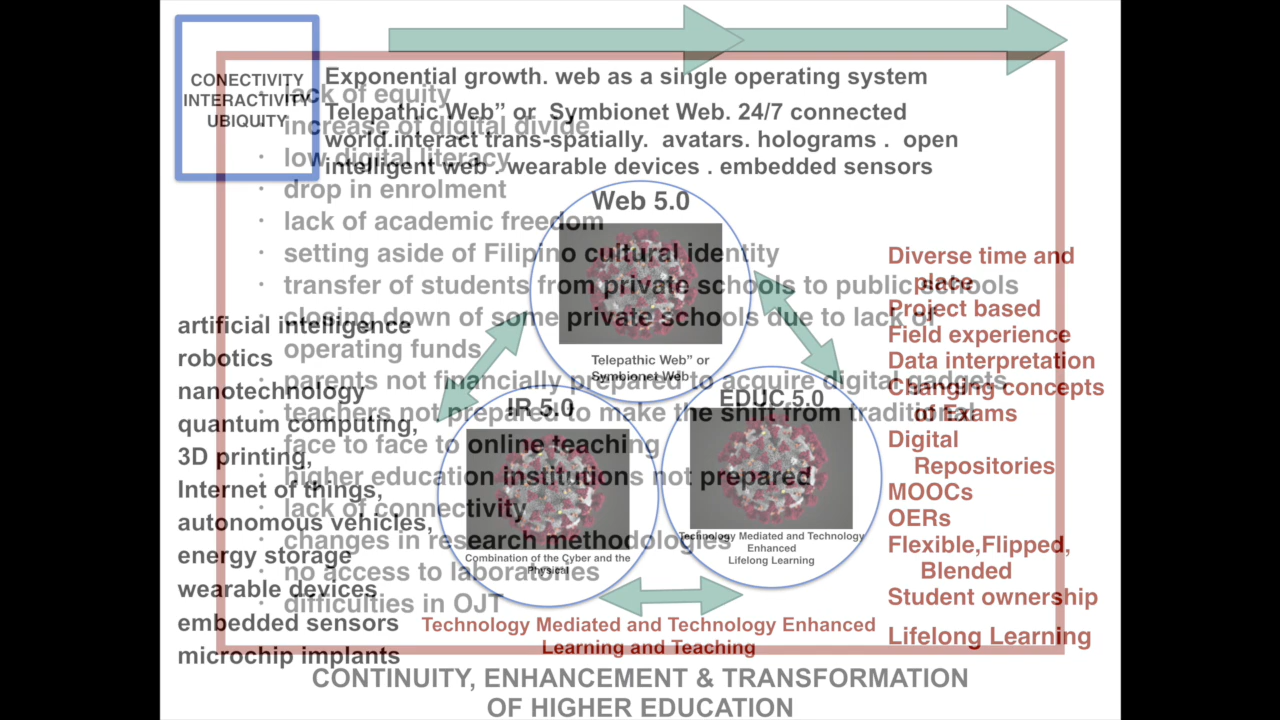 CONECTIVITY
INTERACTIVITY
UBIQUITY
Exponential growth. web as a single operating system
Telepathic Web” or Symbionet Web. 24/7 connected
world.interact trans-spatially. avatars. holograms . open
intelligent web . wearable devices . embedded sensors
· lack of equity
· increase of digital divide
· low digital literacy
· drop in enrolment
· lack of academic freedom
· setting aside of Filipino cultural identity
· transfer of students from private schools to public schools
· closing down of some private schools due to lack of
operating funds
· parents not financially prepared to acquire digital gadgets
· teachers not prepared to make the shift from traditional
face to face to online teaching
· higher education institutions not prepared
· lack of connectivity
· changes in research methodologies
· no access to laboratories
· difficulties in OJT
Web 5.0
Telepathic Web” or
Symbionet Web
IR 5.0
Combination of the Cyber and the
Physical
EDUC 5.0
Technology Mediated and Technology
Enhanced
Lifelong Learning
artificial intelligence
robotics
nanotechnology
quantum computing,
3D printing,
Internet of things,
autonomous vehicles,
energy storage
wearable devices
embedded sensors
microchip implants
Diverse time and
place
Project based
Field experience
Data interpretation
Changing concepts
of Exams
Digital
Repositories
MOOCs
OERs
Flexible,Flipped,
Blended
Student ownership
Lifelong Learning
Technology Mediated and Technology Enhanced
Learning and Teaching
CONTINUITY, ENHANCEMENT & TRANSFORMATION
OF HIGHER EDUCATION